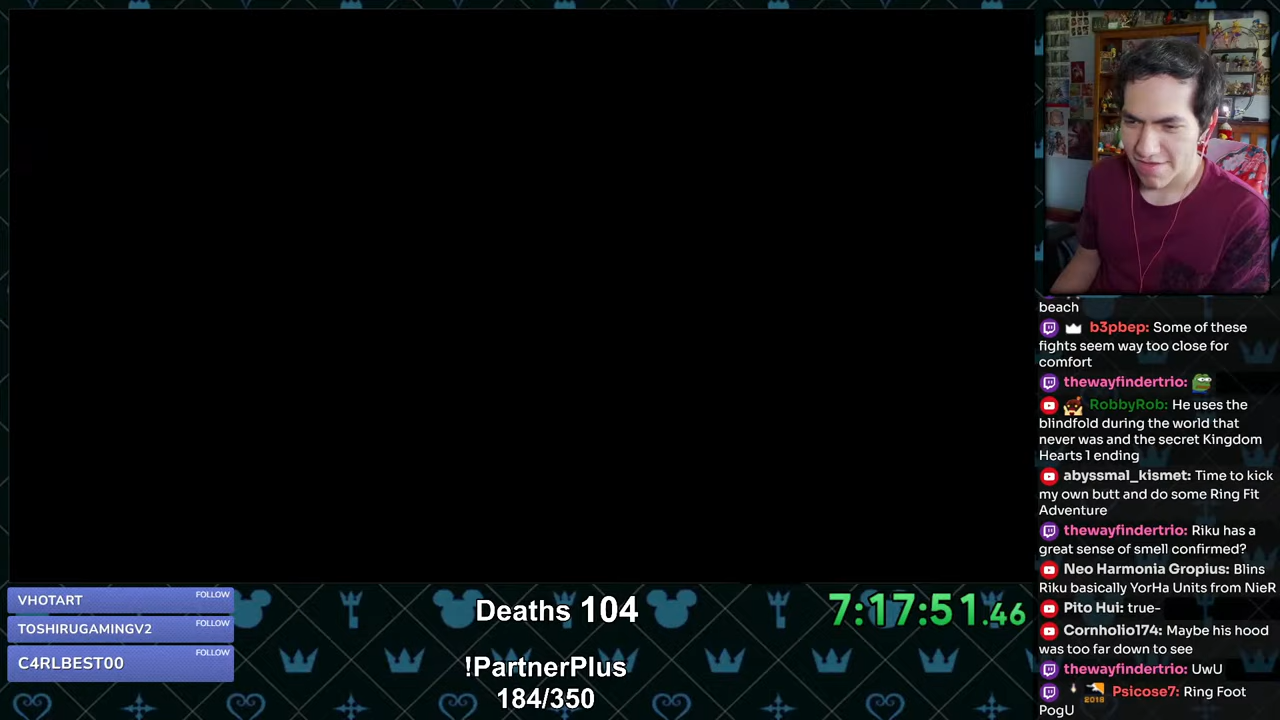 beach
b3pbep: Some of these
fights seem way too close for
comfort
thewayfindertrio:
RobbyRob: He uses the
blindfold during the world that
never was and the secret Kingdom
Hearts 1 ending
abyssmal_kismet: Time to kick
my own butt and do some Ring Fit
Adventure
thewayfindertrio: Riku has a
great sense of smell confirmed?
Neo Harmonia Gropius: Blins
Riku basically YorHa Units from NieR
Pito Hui: true-
Cornholio174: Maybe his hood
was too far down to see
thewayfindertrio: UwU
2018 Psicose7: Ring Foot
PogU
VHOTART FOLLOW
TOSHIRUGAMINGV2 FOLLOW
C4RLBEST00 FOLLOW
Deaths 104
!PartnerPlus
184/350
7:17:51.46